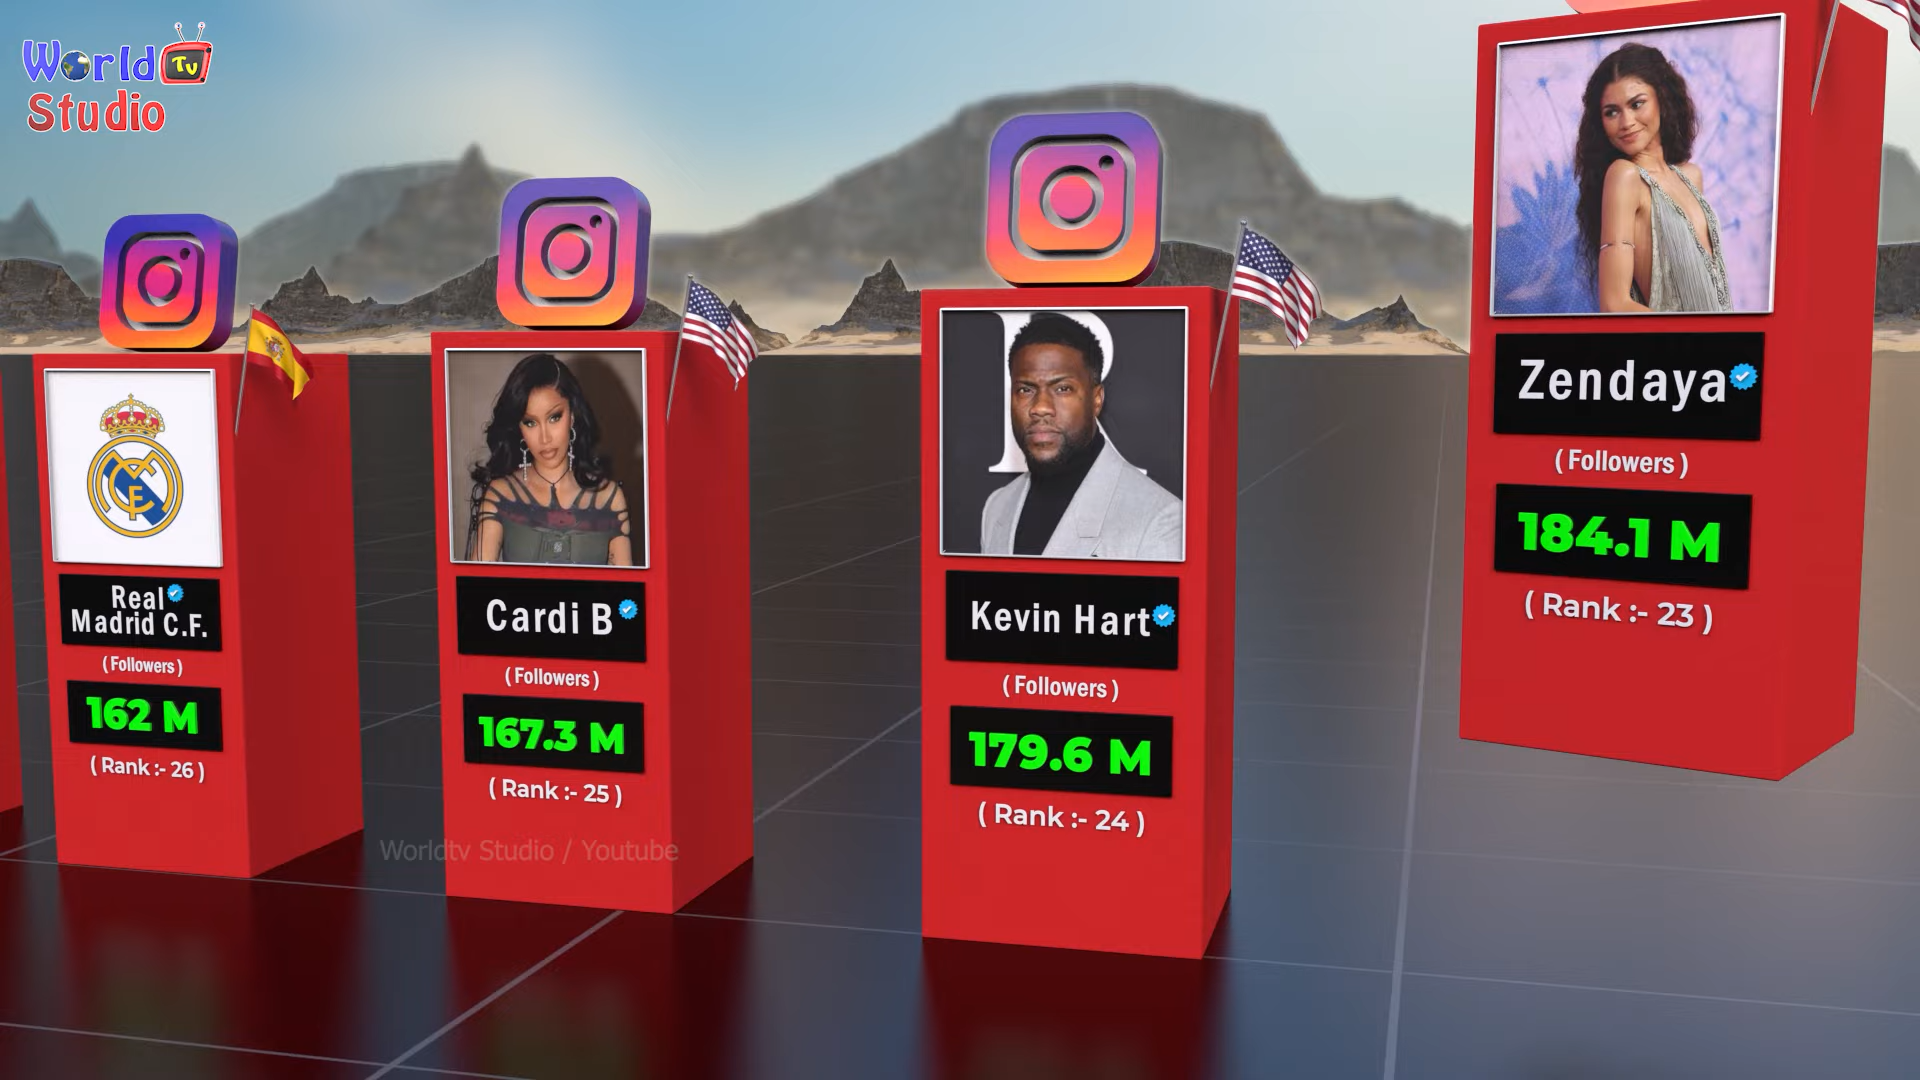 World Tv
Studio
Real
Madrid C.F.
( Followers )
162 M
( Rank :- 26 )
Cardi B
( Followers )
167.3 M
( Rank :- 25 )
Kevin Hart
( Followers )
179.6 M
( Rank :- 24 )
Zendaya
( Followers )
184.1 M
( Rank :- 23 )
Worldtv Studio / Youtube